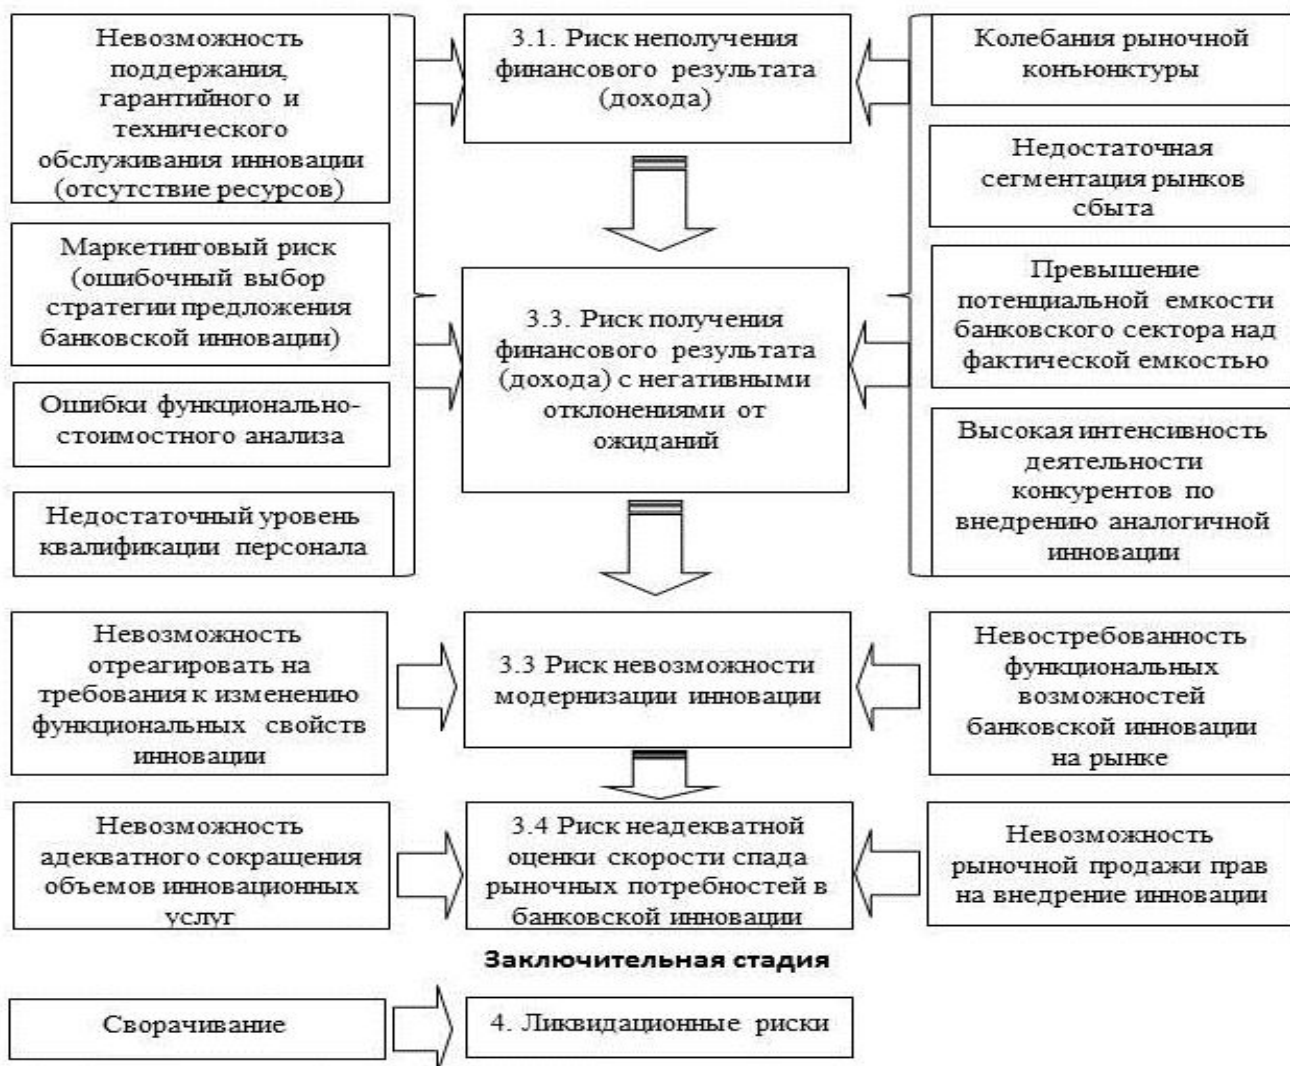 Невозможность
поддержания,
гарантийного и
технического
обслуживания инновации
(отсутствие ресурсов)
3.1. Риск неполучения
финансового результата
(дохода)
Колебания рыночной
конъюнктуры
Недостаточная
сегментация рынков
сбыта
Маркетинговый риск
(ошибочный выбор
стратегии предложения
банковской инновации)
3.3. Риск получения
финансового результата
(дохода) с негативными
отклонениями от
ожиданий
Превышение
потенциальной емкости
банковского сектора над
фактической емкостью
Ошибки функционально-
стоимостного анализа
Высокая интенсивность
деятельности
конкурентов по
внедрению аналогичной
инновации
Недостаточный уровень
квалификации персонала
Невозможность
отреагировать на
требования к изменению
функциональных свойств
инновации
3.3 Риск невозможности
модернизации инновации
Невостребованность
функциональных
возможностей
банковской инновации
на рынке
Невозможность
адекватного сокращения
объемов инновационных
услуг
3.4 Риск неадекватной
оценки скорости спада
рыночных потребностей в
банковской инновации
Невозможность
рыночной продажи прав
на внедрение инновации
Заключительная стадия
Сворачивание
4. Ликвидационные риски